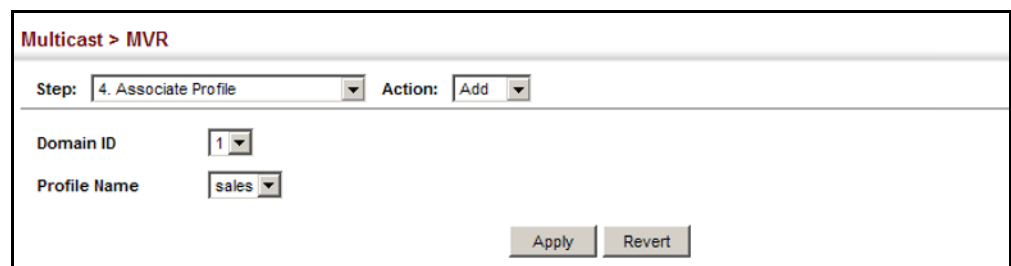 Multicast > MVR
Step: 4. Associate Profile Action: Add
Domain ID 1
Profile Name sales
Apply Revert